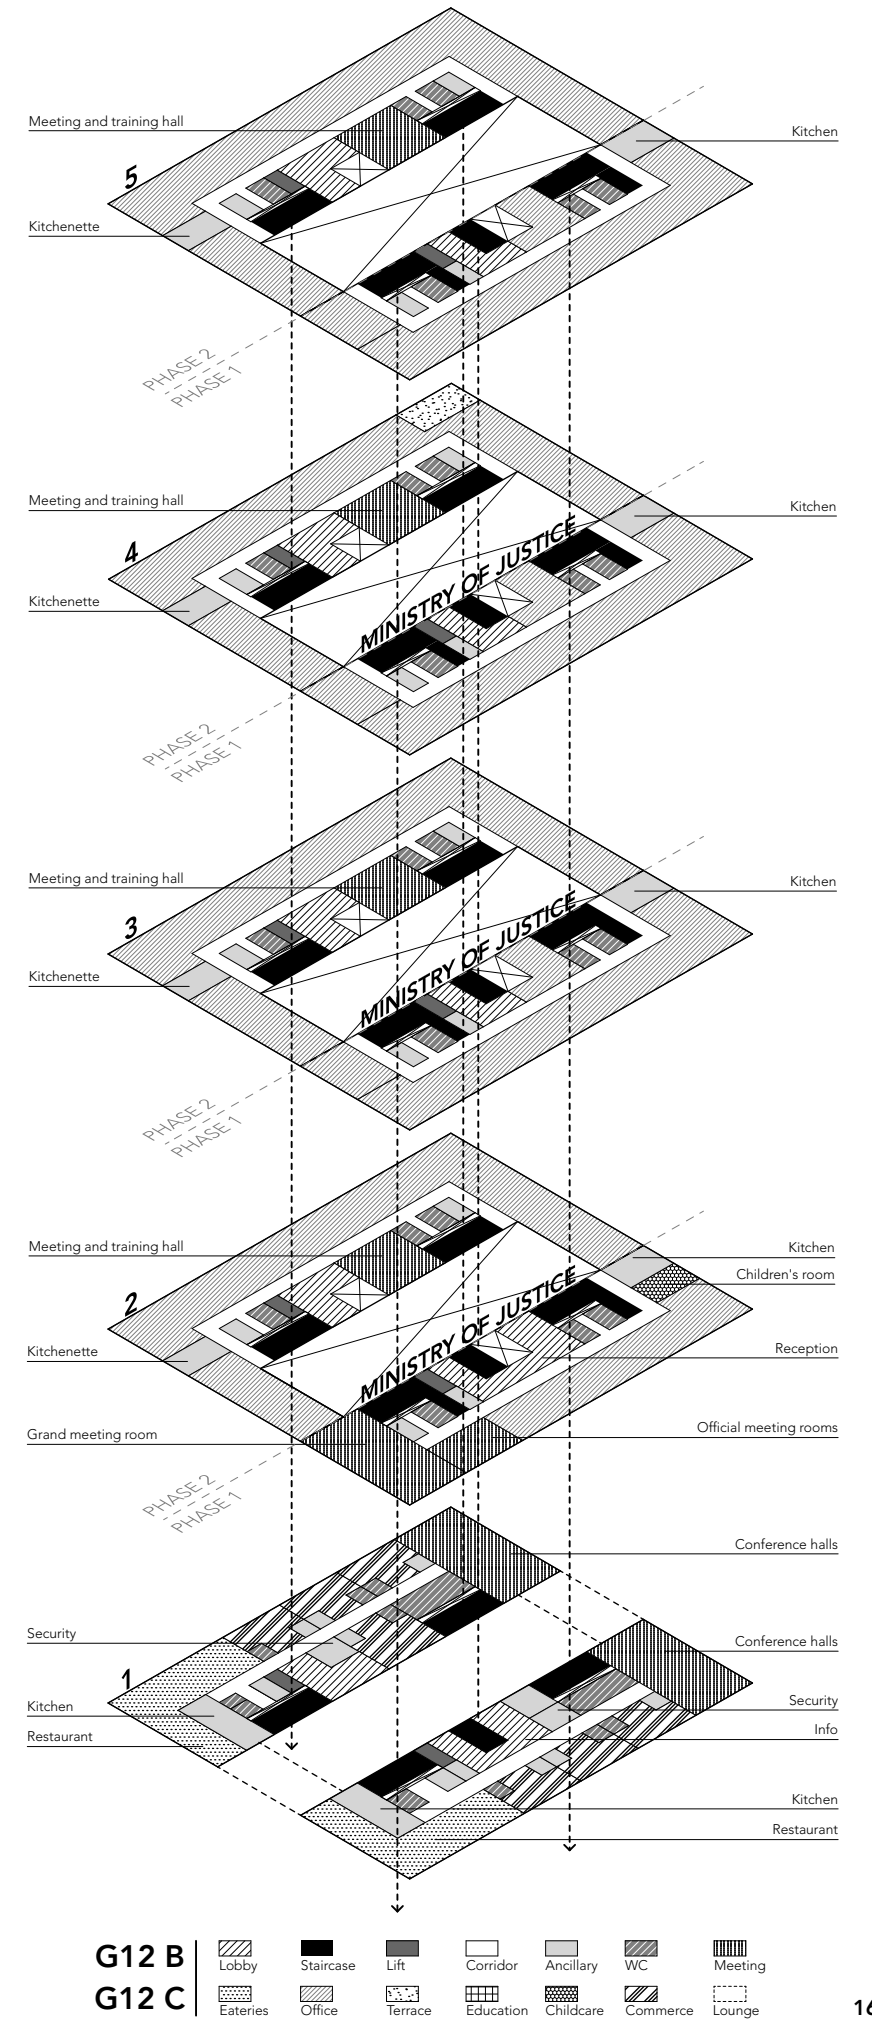 Meeting and training hall
Kitchen
5
Kitchenette
PHASE 2
PHASE 1
Meeting and training hall
Kitchen
4
MINISTRY OF JUSTICE
Kitchenette
PHASE 2
PHASE 1
Meeting and training hall
Kitchen
3
MINISTRY OF JUSTICE
Kitchenette
PHASE 2
PHASE 1
Meeting and training hall
Kitchen
Children's room
2
MINISTRY OF JUSTICE
Kitchenette
Reception
Grand meeting room
Official meeting rooms
PHASE 2
PHASE 1
Conference halls
Security
Conference halls
1
Kitchen
Security
Restaurant
Info
Kitchen
Restaurant
G12 B
Lobby Staircase Lift Corridor Ancillary WC Meeting
G12 C
Eateries Office Terrace Education Childcare Commerce Lounge
16